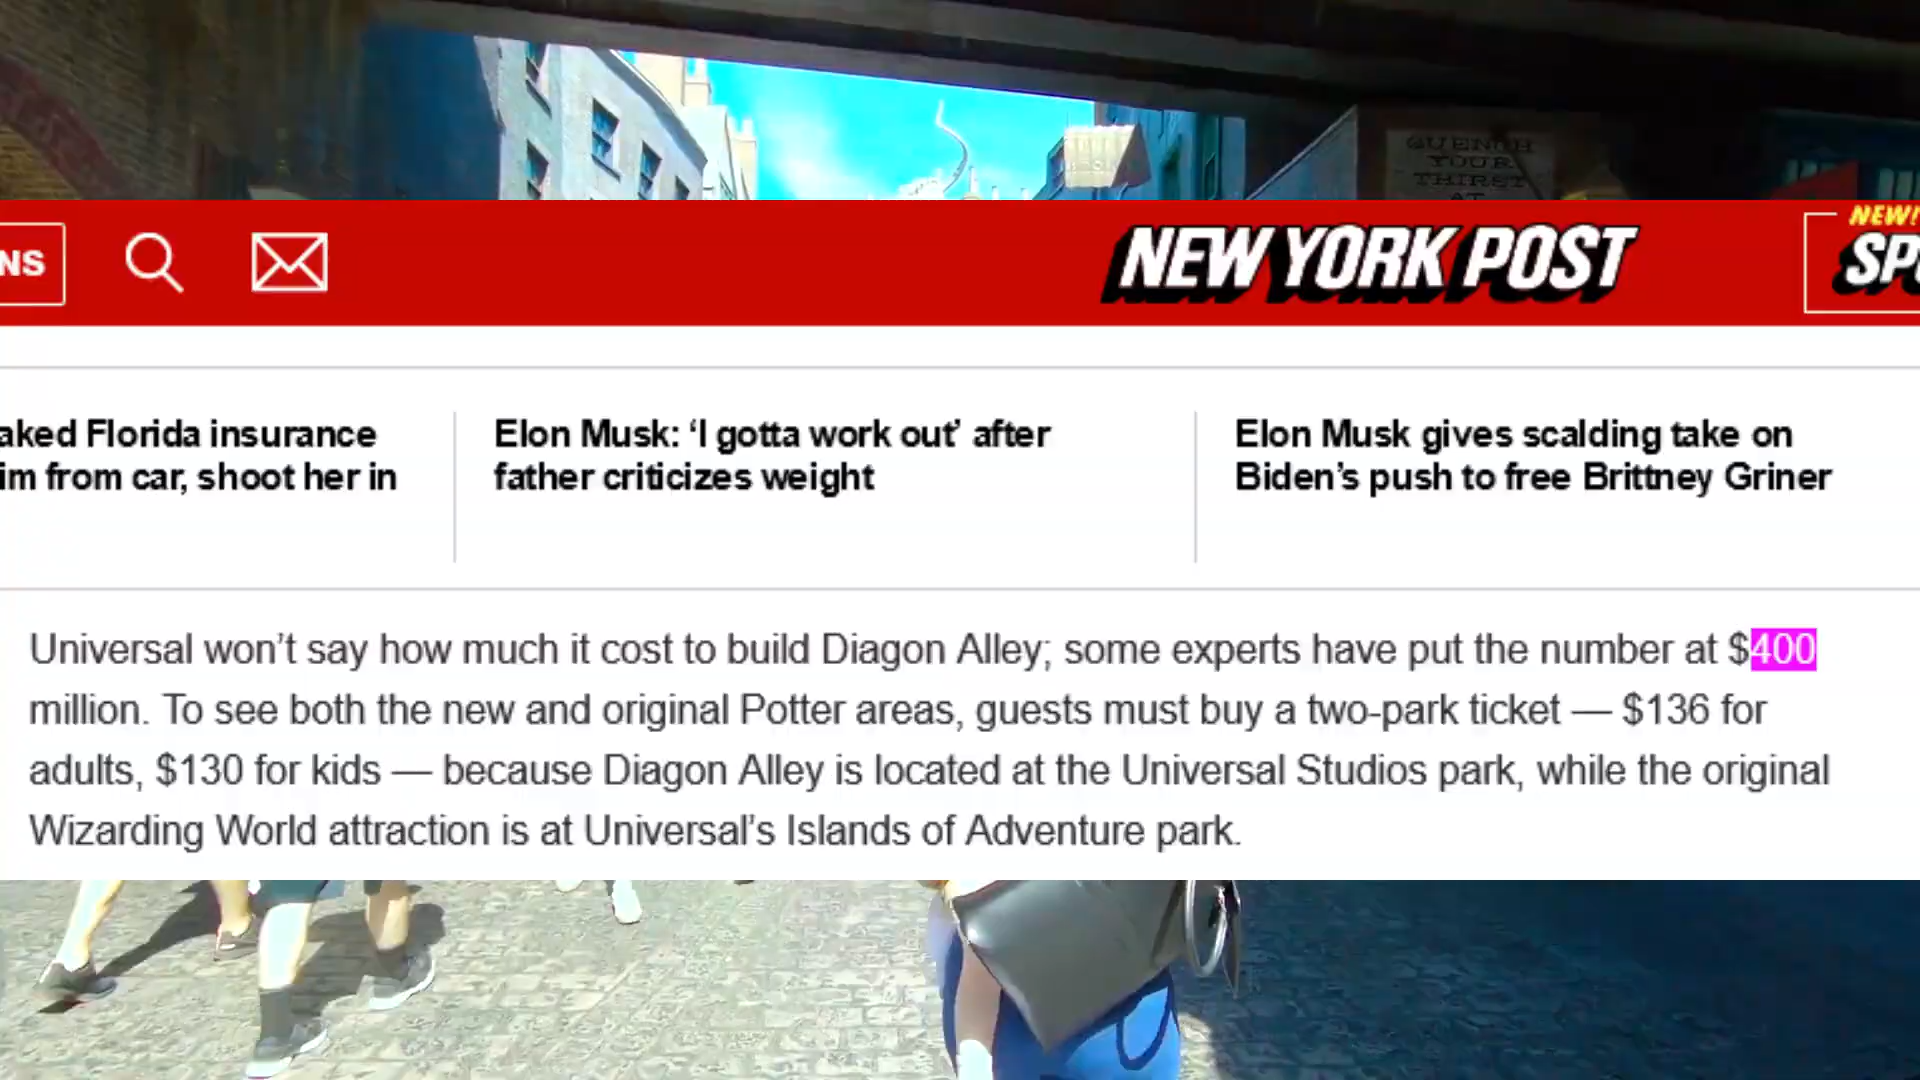 QUENCH
YOUR
THIRST
AT
NS
NEW YORK POST
NEW!
SP
aked Florida insurance
im from car, shoot her in
Elon Musk: ‘I gotta work out’ after
father criticizes weight
Elon Musk gives scalding take on
Biden’s push to free Brittney Griner
Universal won’t say how much it cost to build Diagon Alley; some experts have put the number at $400
million. To see both the new and original Potter areas, guests must buy a two-park ticket — $136 for
adults, $130 for kids — because Diagon Alley is located at the Universal Studios park, while the original
Wizarding World attraction is at Universal’s Islands of Adventure park.